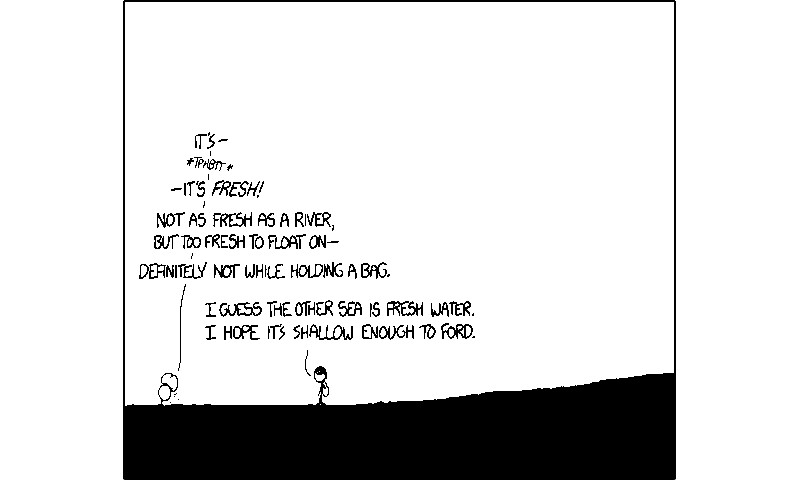 IT'S—
—IT'S FRESH!
NOT AS FRESH AS A RIVER,
BUT TOO FRESH TO FLOAT ON—
DEFINITELY NOT WHILE HOLDING A BAG.
I GUESS THE OTHER SEA IS FRESH WATER.
I HOPE IT'S SHALLOW ENOUGH TO FORD.